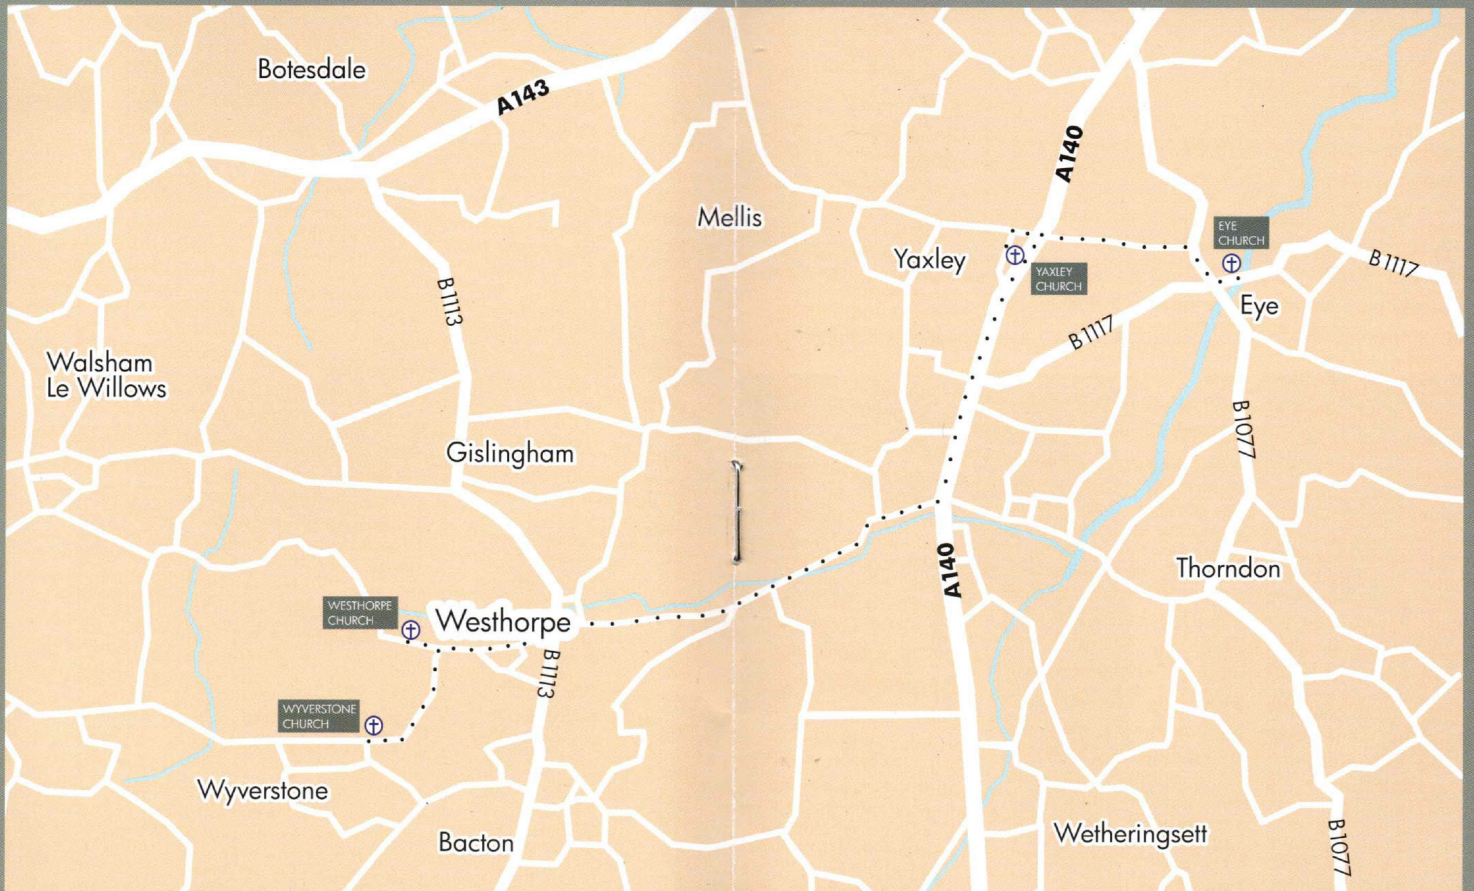 Botesdale
A143
A140
Mellis
EYE
CHURCH
Yaxley
YAXLEY
CHURCH
B1117
Eye
B1113
B1117
Walsham
Le Willows
B1077
Gislingham
A140
Thorndon
WESTHORPE
CHURCH
Westhorpe
B1113
WYVERSTONE
CHURCH
Wyverstone
Bacton
Wetheringsett
B1077